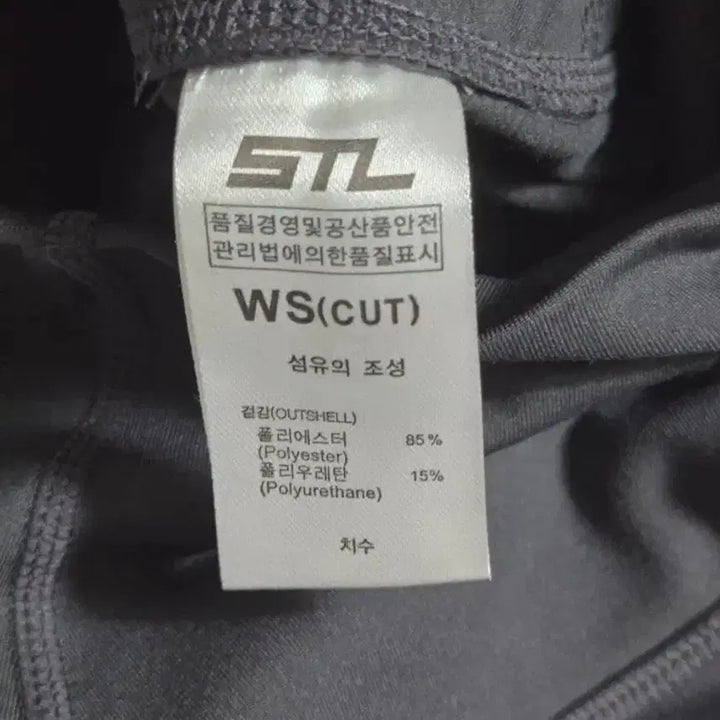 STL
품질경영및공산품안전
관리법에의한품질표시
WS(CUT)
섬유의 조성
겉감(OUTSHELL)
폴리에스터 85%
(Polyester)
폴리우레탄 15%
(Polyurethane)
치수